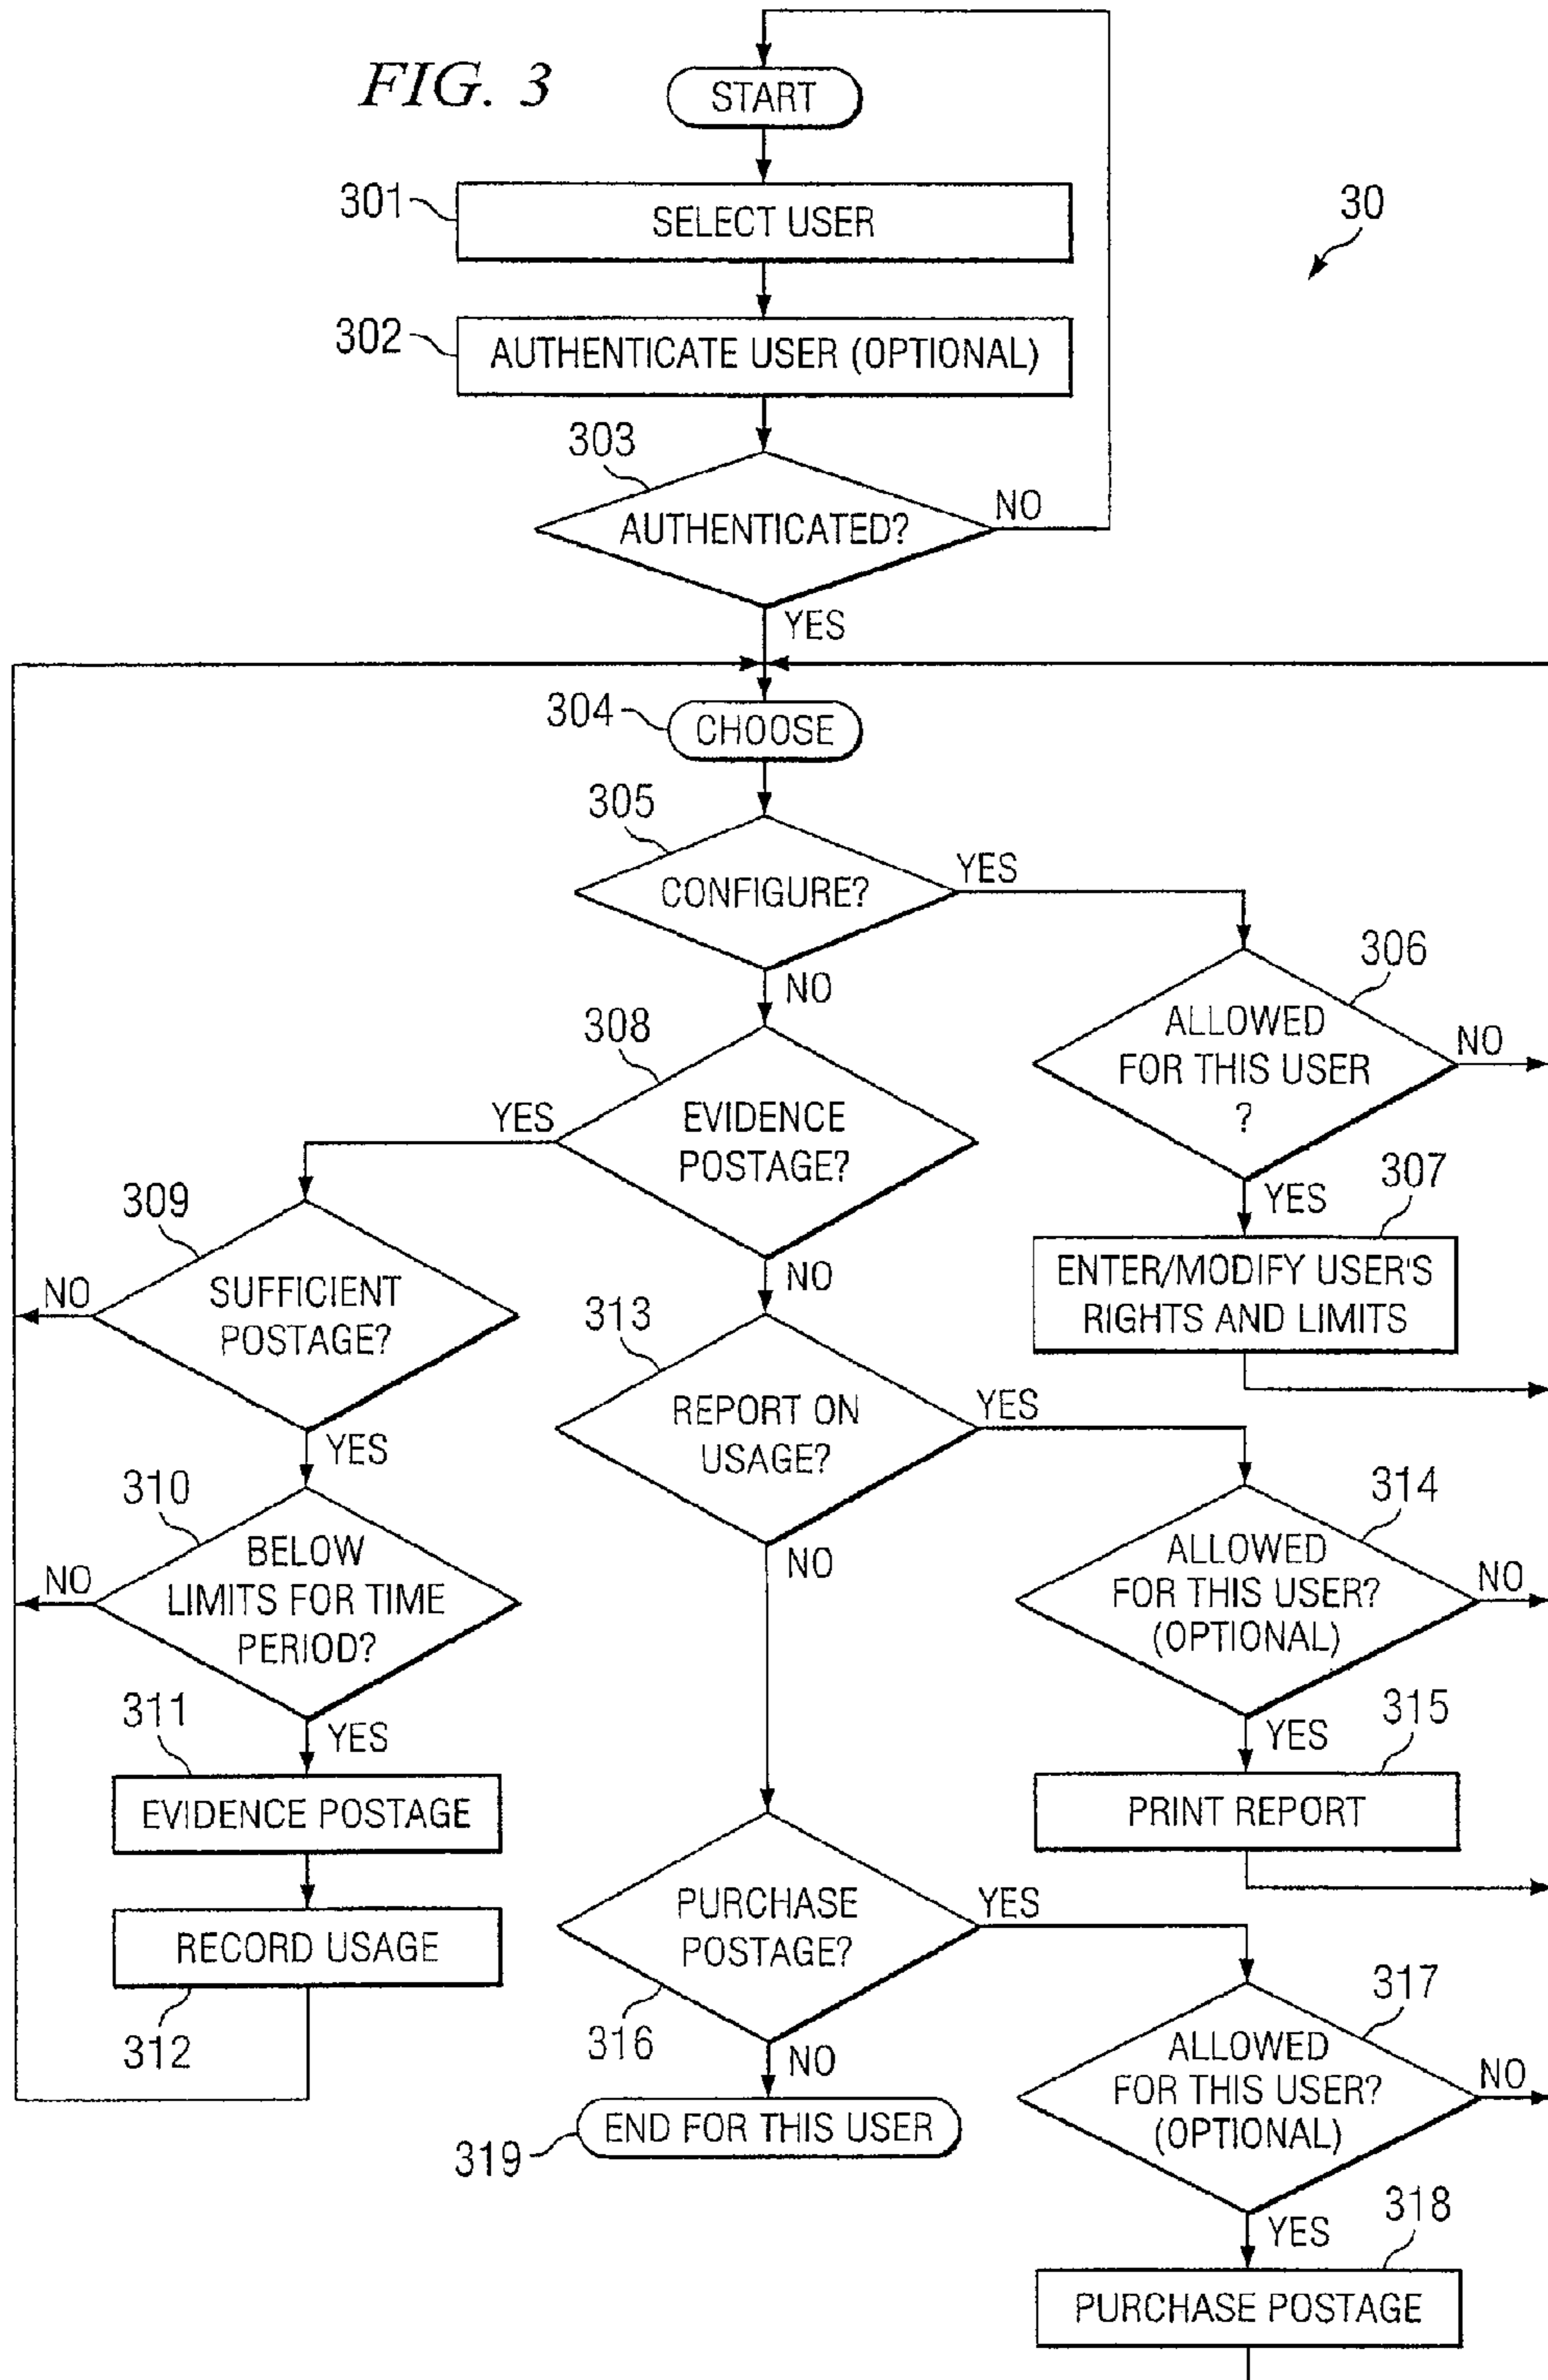 FIG. 3
START
30
301
SELECT USER
302
AUTHENTICATE USER (OPTIONAL)
303
AUTHENTICATED?
NO
YES
304
CHOOSE
305
CONFIGURE?
YES
NO
306
ALLOWED
FOR THIS USER
?
NO
YES
307
ENTER/MODIFY USER'S
RIGHTS AND LIMITS
308
EVIDENCE
POSTAGE?
YES
NO
309
SUFFICIENT
POSTAGE?
NO
YES
310
BELOW
LIMITS FOR TIME
PERIOD?
NO
YES
311
EVIDENCE POSTAGE
RECORD USAGE
312
313
REPORT ON
USAGE?
YES
NO
314
ALLOWED
FOR THIS USER?
(OPTIONAL)
NO
YES
315
PRINT REPORT
PURCHASE
POSTAGE?
316
YES
NO
317
ALLOWED
FOR THIS USER?
(OPTIONAL)
NO
YES
318
PURCHASE POSTAGE
END FOR THIS USER
319